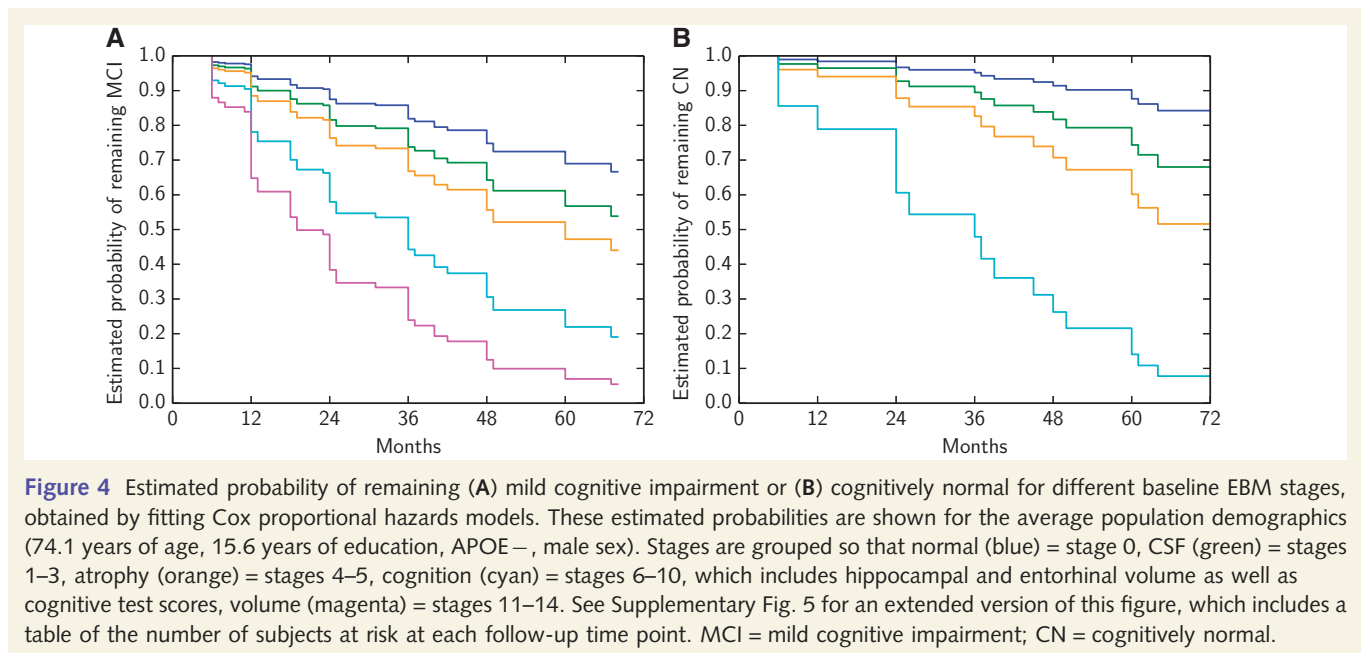 A
B
Estimated probability of remaining MCI
1.0
0.9
0.8
0.7
0.6
0.5
0.4
0.3
0.2
0.1
0.0
0 12 24 36 48 60 72
Months
Estimated probability of remaining CN
1.0
0.9
0.8
0.7
0.6
0.5
0.4
0.3
0.2
0.1
0.0
0 12 24 36 48 60 72
Months
Figure 4 Estimated probability of remaining (A) mild cognitive impairment or (B) cognitively normal for different baseline EBM stages,
obtained by fitting Cox proportional hazards models. These estimated probabilities are shown for the average population demographics
(74.1 years of age, 15.6 years of education, APOE−, male sex). Stages are grouped so that normal (blue) = stage 0, CSF (green) = stages
1–3, atrophy (orange) = stages 4–5, cognition (cyan) = stages 6–10, which includes hippocampal and entorhinal volume as well as
cognitive test scores, volume (magenta) = stages 11–14. See Supplementary Fig. 5 for an extended version of this figure, which includes a
table of the number of subjects at risk at each follow-up time point. MCI = mild cognitive impairment; CN = cognitively normal.